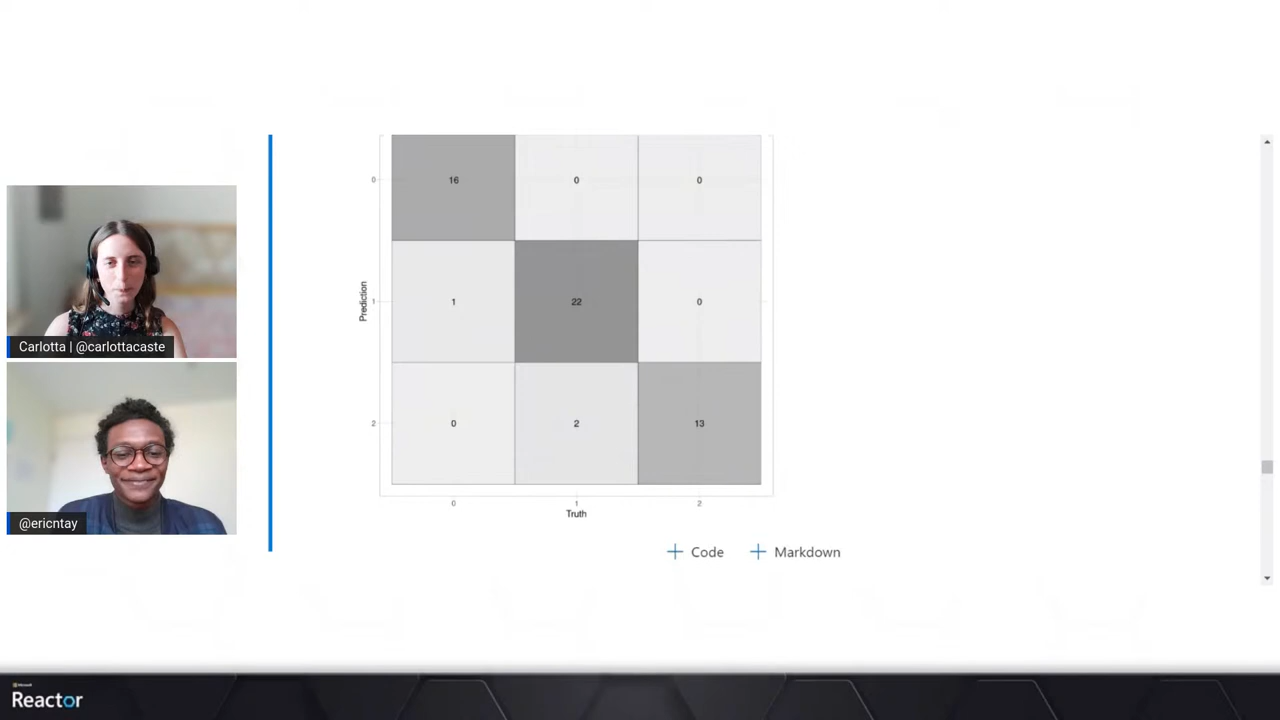 0 16 0 0
Prediction
1 1 22 0
2 0 2 13
0 1 2
Truth
+ Code + Markdown
Carlotta | @carlottacaste
@ericntay
Microsoft
Reactor